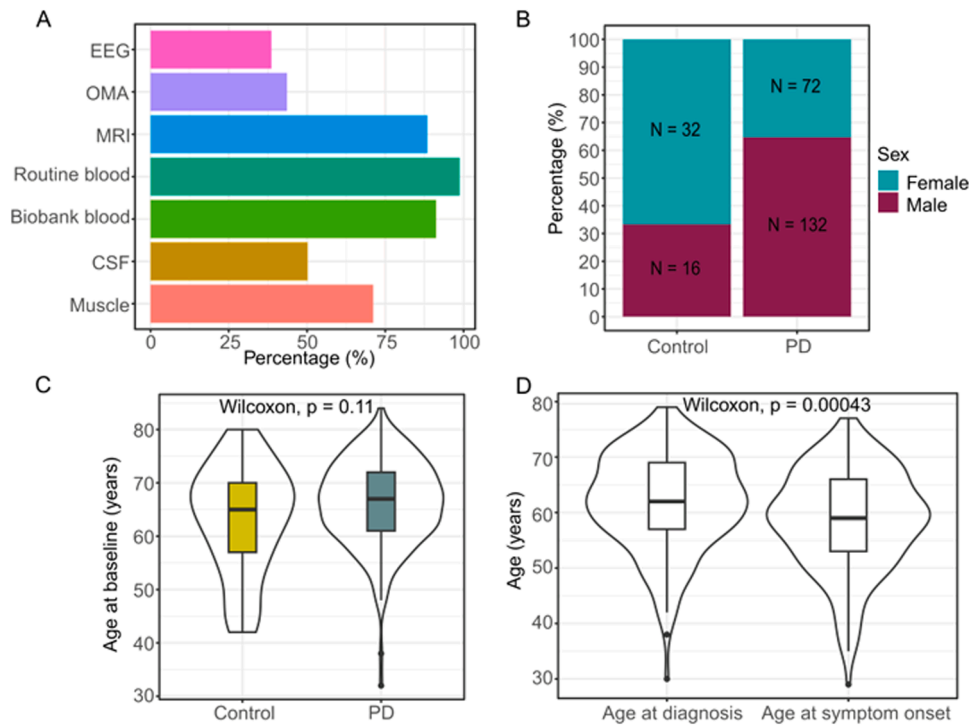 A
EEG
OMA
MRI
Routine blood
Biobank blood
CSF
Muscle
0 25 50 75 100
Percentage (%)
B
100
90
80
70
60
50
40
30
20
10
0
Percentage (%)
N = 32
N = 16
N = 72
N = 132
Control PD
Sex
Female
Male
C
Wilcoxon, p = 0.11
80
70
60
50
40
30
Age at baseline (years)
Control PD
D
Wilcoxon, p = 0.00043
80
70
60
50
40
30
Age (years)
Age at diagnosis Age at symptom onset